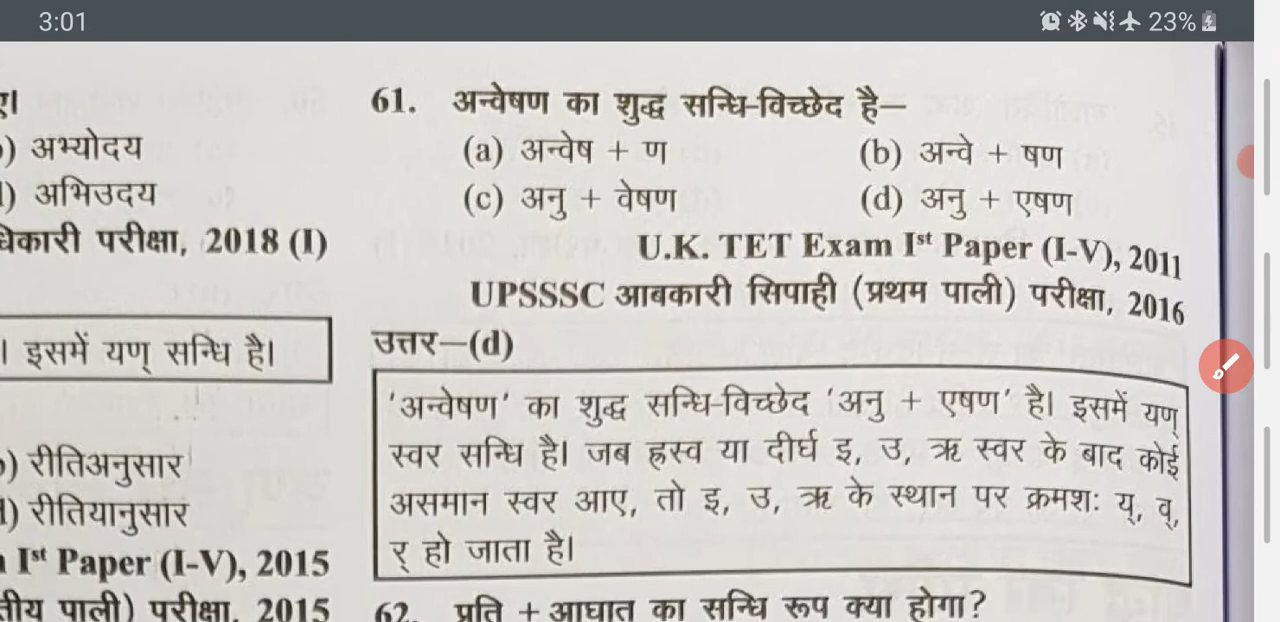 3:01
23%
अभ्योदय
अभिउदय
परीक्षा, 2018 (I)
। इसमें यण् सन्धि है।
रीतिअनुसार
रीतियानुसार
Iˢᵗ Paper (I-V), 2015
पाली) परीक्षा, 2015
61. अन्वेषण का शुद्ध सन्धि-विच्छेद है–
(a) अन्वेष + ण (b) अन्वे + षण
(c) अनु + वेषण (d) अनु + एषण
U.K. TET Exam Iˢᵗ Paper (I-V), 2011
UPSSSC आबकारी सिपाही (प्रथम पाली) परीक्षा, 2016
उत्तर–(d)
'अन्वेषण' का शुद्ध सन्धि-विच्छेद 'अनु + एषण' है। इसमें यण्
स्वर सन्धि है। जब ह्रस्व या दीर्घ इ, उ, ऋ स्वर के बाद कोई
असमान स्वर आए, तो इ, उ, ऋ के स्थान पर क्रमशः य्, व्,
र् हो जाता है।
62. प्रति + आघात का सन्धि रूप क्या होगा?